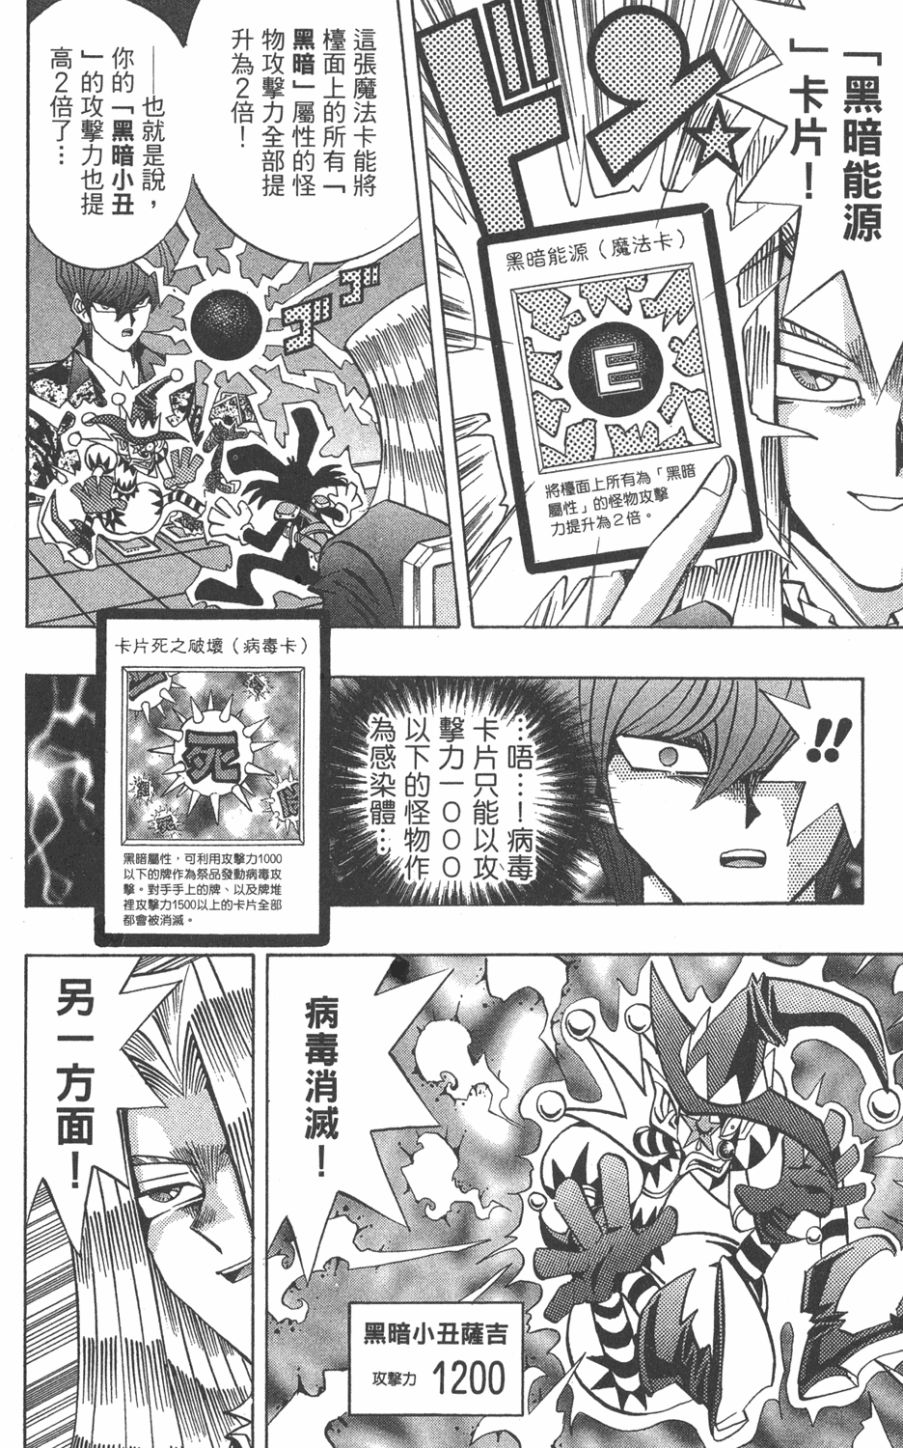 「黑暗能源
」卡片！
ドン☆
黑暗能源（魔法卡）
E
將檯面上所有為「黑暗
屬性」的怪物攻擊
力提升為2倍。
這張魔法卡能將
檯面上的所有「
黑暗」屬性的怪
物攻擊力全部提
升為2倍！
──也就是說，
你的「黑暗小丑
」的攻擊力也提
高2倍了…
ゴゴゴゴ
!!
…唔…！病毒
卡片只能以攻
擊力一〇〇〇
以下的怪物作
為感染體…
卡片死之破壞（病毒卡）
死
黑暗屬性，可利用攻擊力1000
以下的牌作為祭品發動病毒攻
擊。對手手上的牌、以及牌堆
裡攻擊力1500以上的卡片全部
都會被消滅。
病毒消滅！
黑暗小丑薩吉
攻擊力 1200
另一方面！